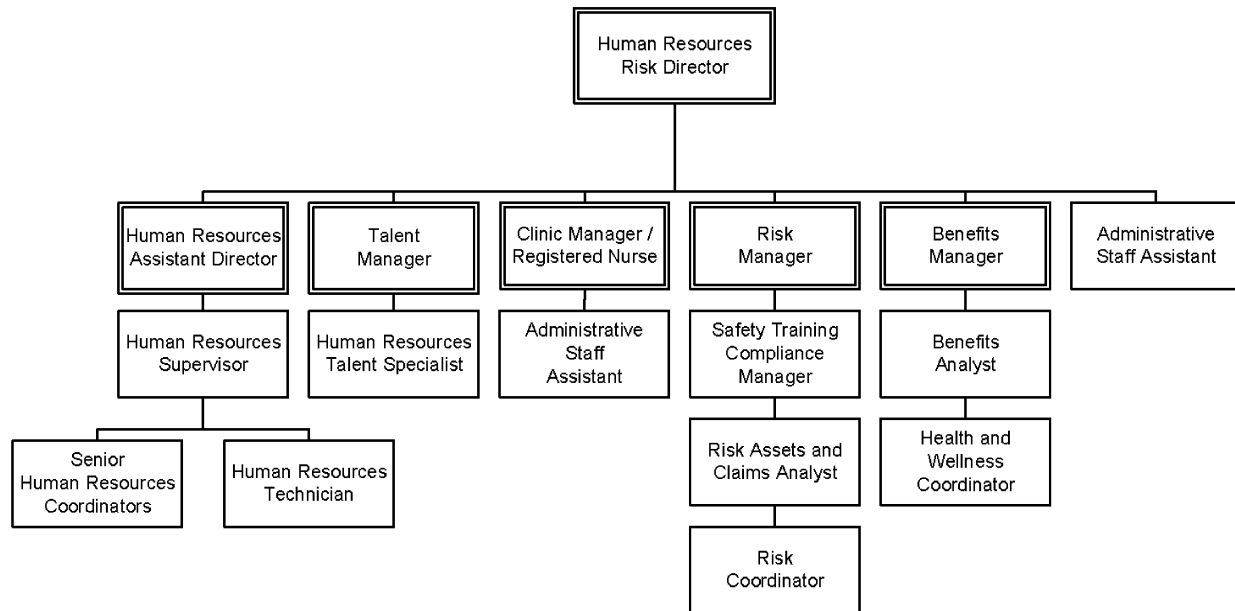 Human Resources
Risk Director
Human Resources
Assistant Director
Talent
Manager
Clinic Manager /
Registered Nurse
Risk
Manager
Benefits
Manager
Administrative
Staff Assistant
Human Resources
Supervisor
Human Resources
Talent Specialist
Administrative
Staff
Assistant
Safety Training
Compliance
Manager
Benefits
Analyst
Senior
Human Resources
Coordinators
Human Resources
Technician
Risk Assets and
Claims Analyst
Health and
Wellness
Coordinator
Risk
Coordinator